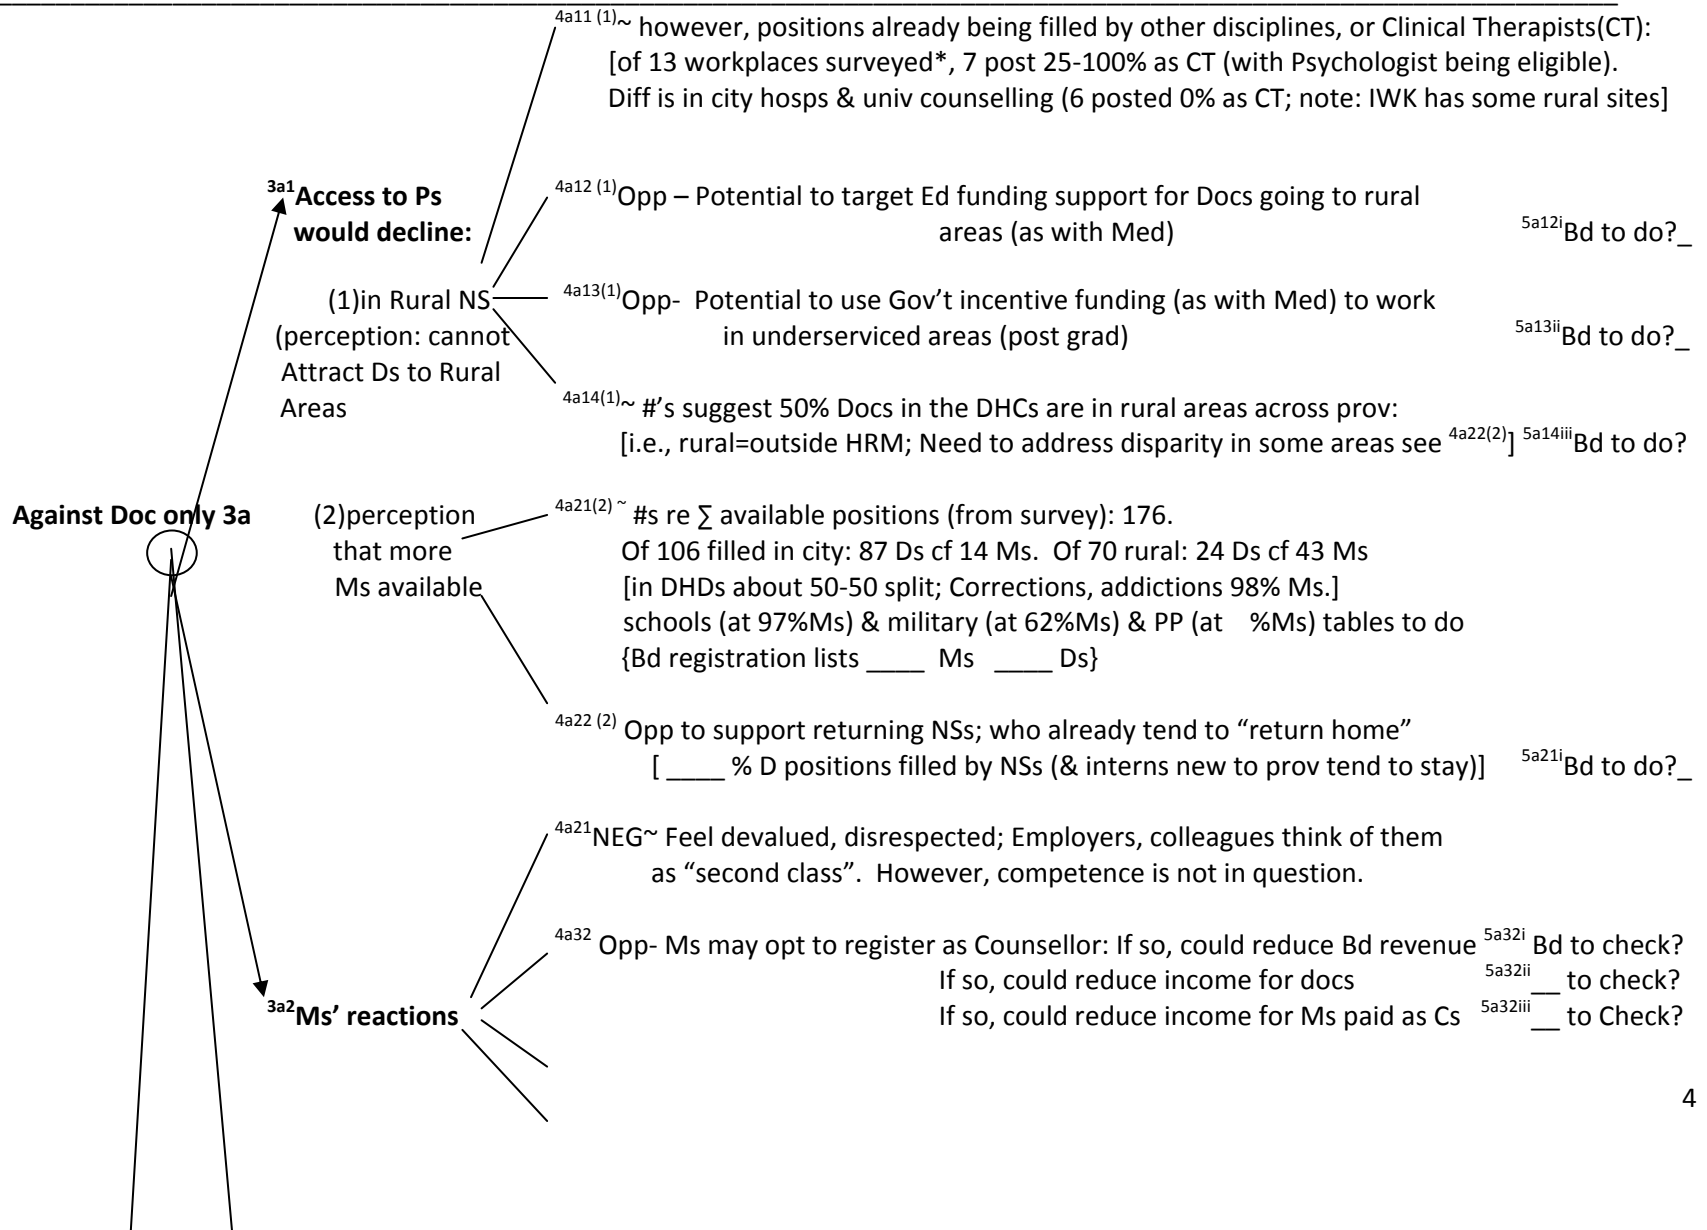 4a11 (1)~ however, positions already being filled by other disciplines, or Clinical Therapists(CT):
[of 13 workplaces surveyed*, 7 post 25-100% as CT (with Psychologist being eligible).
Diff is in city hosps & univ counselling (6 posted 0% as CT; note: IWK has some rural sites]
3a1Access to Ps
would decline:
4a12 (1)Opp – Potential to target Ed funding support for Docs going to rural
areas (as with Med) 5a12iBd to do?_
(1)in Rural NS
(perception: cannot
Attract Ds to Rural
Areas
4a13(1)Opp- Potential to use Gov't incentive funding (as with Med) to work
in underserviced areas (post grad) 5a13iiBd to do?_
4a14(1)~ #'s suggest 50% Docs in the DHCs are in rural areas across prov:
[i.e., rural=outside HRM; Need to address disparity in some areas see 4a22(2)] 5a14iiiBd to do?
Against Doc only 3a
(2)perception
that more
Ms available
4a21(2) ~ #s re ∑ available positions (from survey): 176.
Of 106 filled in city: 87 Ds cf 14 Ms. Of 70 rural: 24 Ds cf 43 Ms
[in DHDs about 50-50 split; Corrections, addictions 98% Ms.]
schools (at 97%Ms) & military (at 62%Ms) & PP (at %Ms) tables to do
{Bd registration lists ____ Ms ____ Ds}
4a22 (2) Opp to support returning NSs; who already tend to "return home"
[ ____ % D positions filled by NSs (& interns new to prov tend to stay)] 5a21iBd to do?_
4a21NEG~ Feel devalued, disrespected; Employers, colleagues think of them
as "second class". However, competence is not in question.
4a32 Opp- Ms may opt to register as Counsellor: If so, could reduce Bd revenue 5a32i Bd to check?
If so, could reduce income for docs 5a32ii__ to check?
If so, could reduce income for Ms paid as Cs 5a32iii__ to Check?
3a2Ms' reactions
4